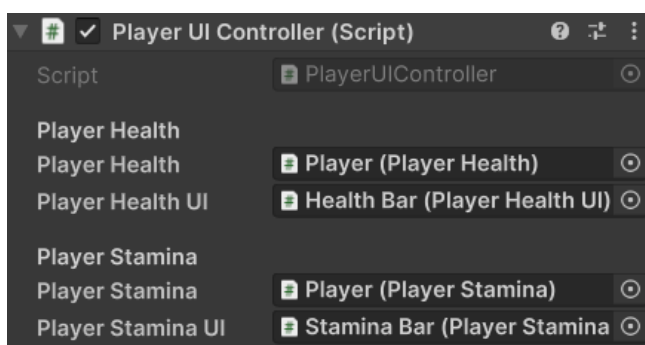 # Player UI Controller (Script)
Script # PlayerUIController
Player Health
Player Health # Player (Player Health)
Player Health UI # Health Bar (Player Health UI)
Player Stamina
Player Stamina # Player (Player Stamina)
Player Stamina UI # Stamina Bar (Player Stamina